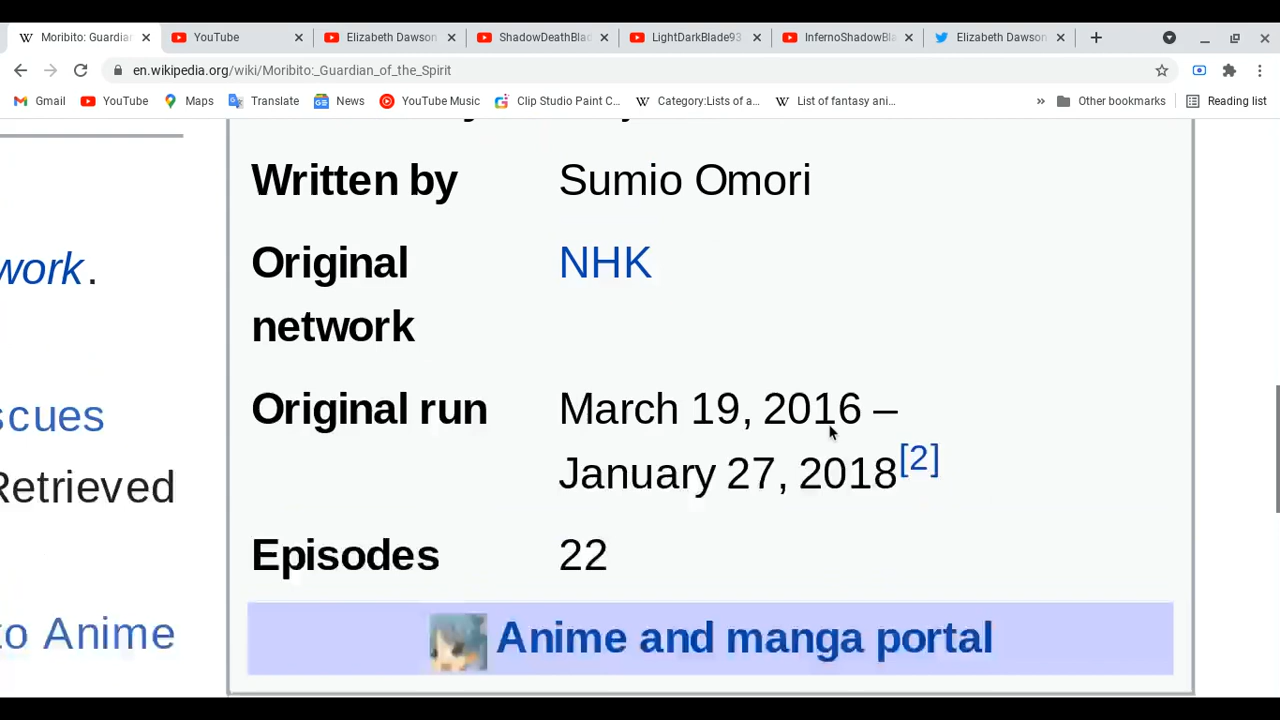 Moribito: Guardian
YouTube
Elizabeth Dawson
ShadowDeathBlad
LightDarkBlade93
InfernoShadowBla
Elizabeth Dawson
en.wikipedia.org/wiki/Moribito:_Guardian_of_the_Spirit
Gmail
YouTube
Maps
Translate
News
YouTube Music
Clip Studio Paint C...
Category:Lists of a...
List of fantasy ani...
»
Other bookmarks
Reading list
Written by Sumio Omori
work.
Original NHK
network
scues
Original run March 19, 2016 –
January 27, 2018[2]
Retrieved
Episodes 22
to Anime
Anime and manga portal